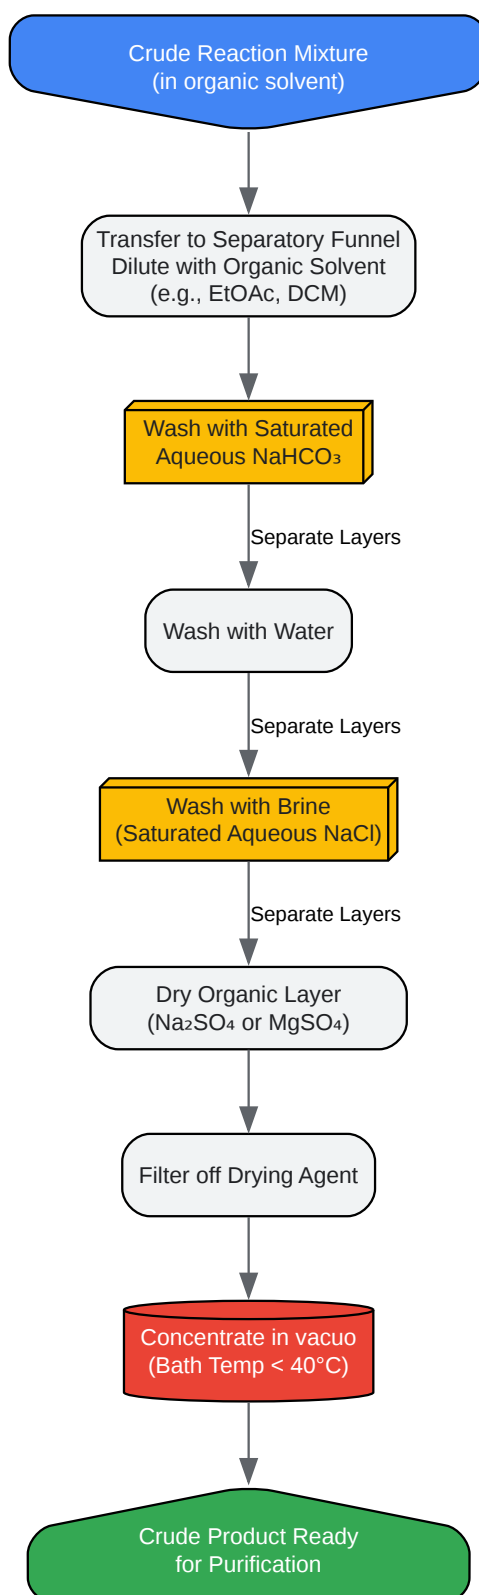 Crude Reaction Mixture
(in organic solvent)
Transfer to Separatory Funnel
Dilute with Organic Solvent
(e.g., EtOAc, DCM)
Wash with Saturated
Aqueous NaHCO₃
Separate Layers
Wash with Water
Separate Layers
Wash with Brine
(Saturated Aqueous NaCl)
Separate Layers
Dry Organic Layer
(Na₂SO₄ or MgSO₄)
Filter off Drying Agent
Concentrate in vacuo
(Bath Temp < 40°C)
Crude Product Ready
for Purification